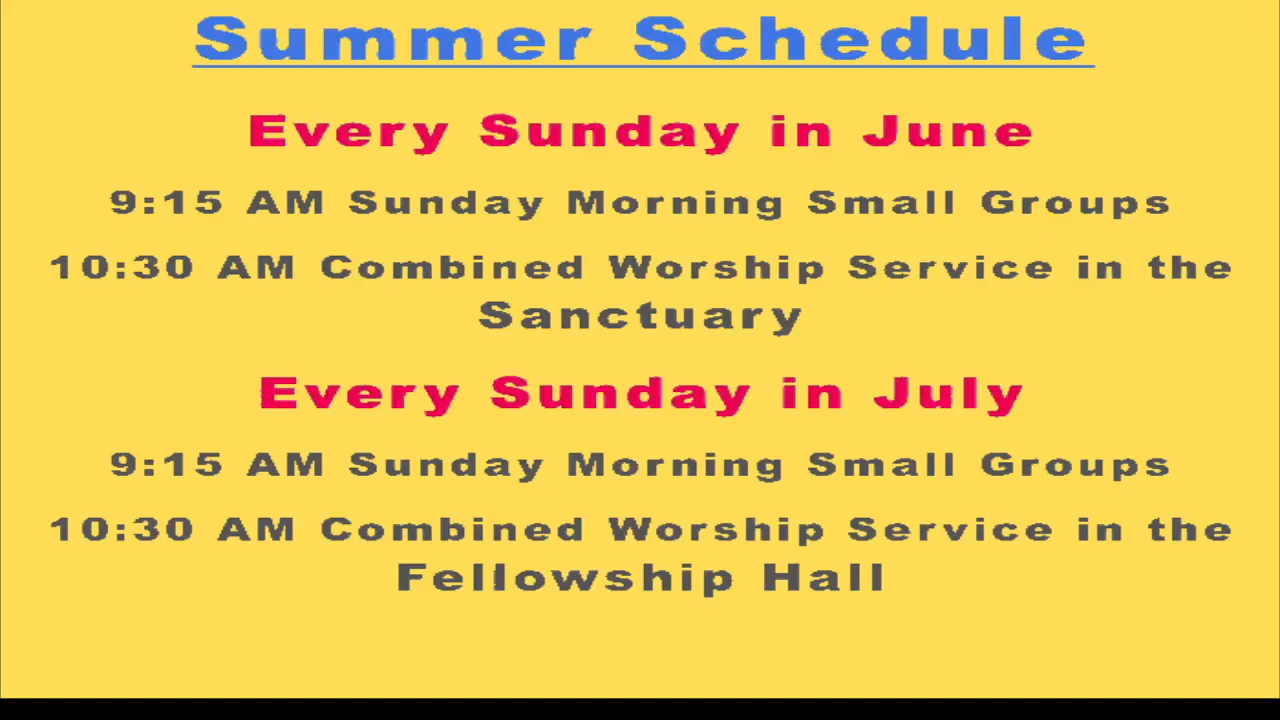 Summer Schedule
Every Sunday in June
9:15 AM Sunday Morning Small Groups
10:30 AM Combined Worship Service in the
Sanctuary
Every Sunday in July
9:15 AM Sunday Morning Small Groups
10:30 AM Combined Worship Service in the
Fellowship Hall